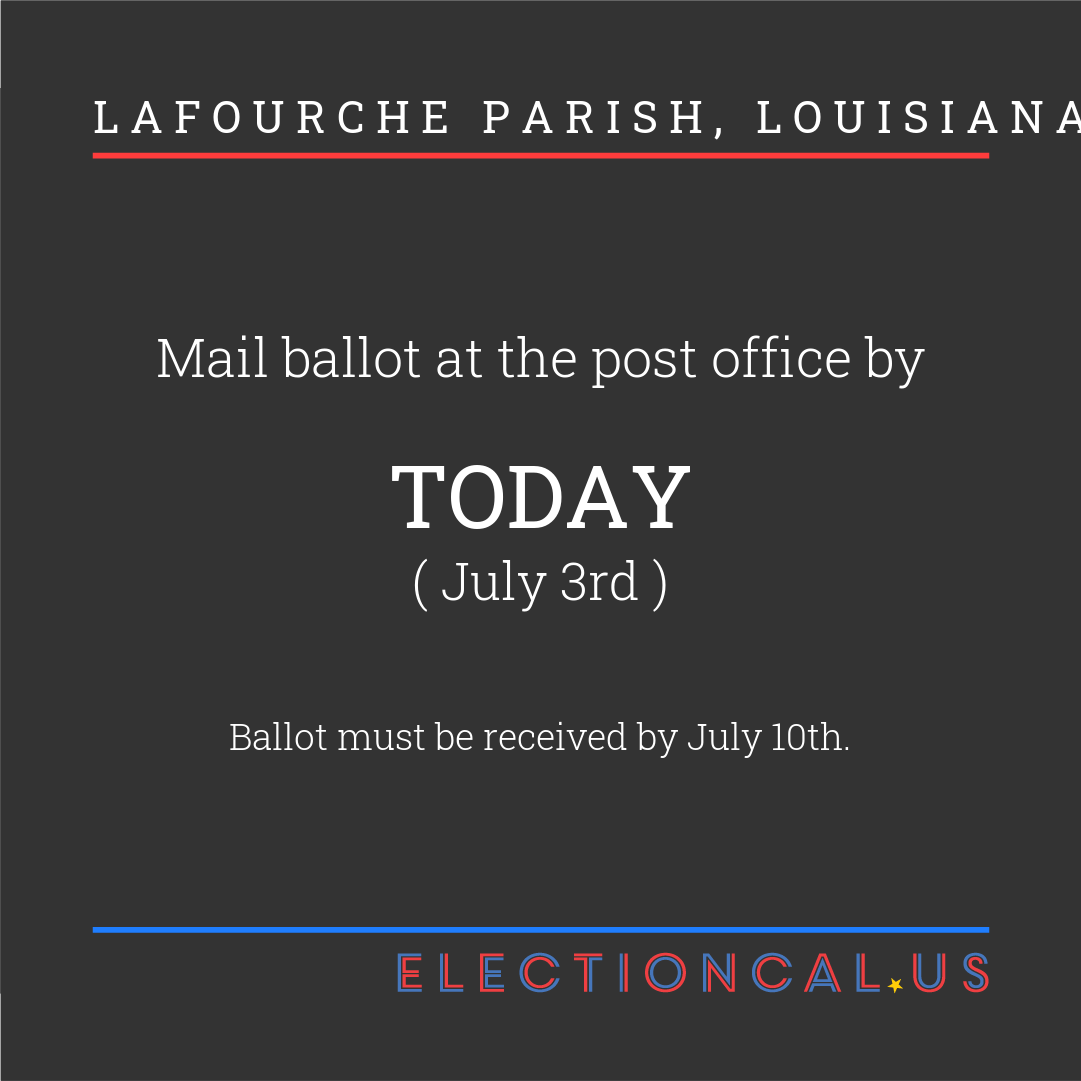 LAFOURCHE PARISH, LOUISIANA
Mail ballot at the post office by
TODAY
( July 3rd )
Ballot must be received by July 10th.
ELECTIONCAL.US